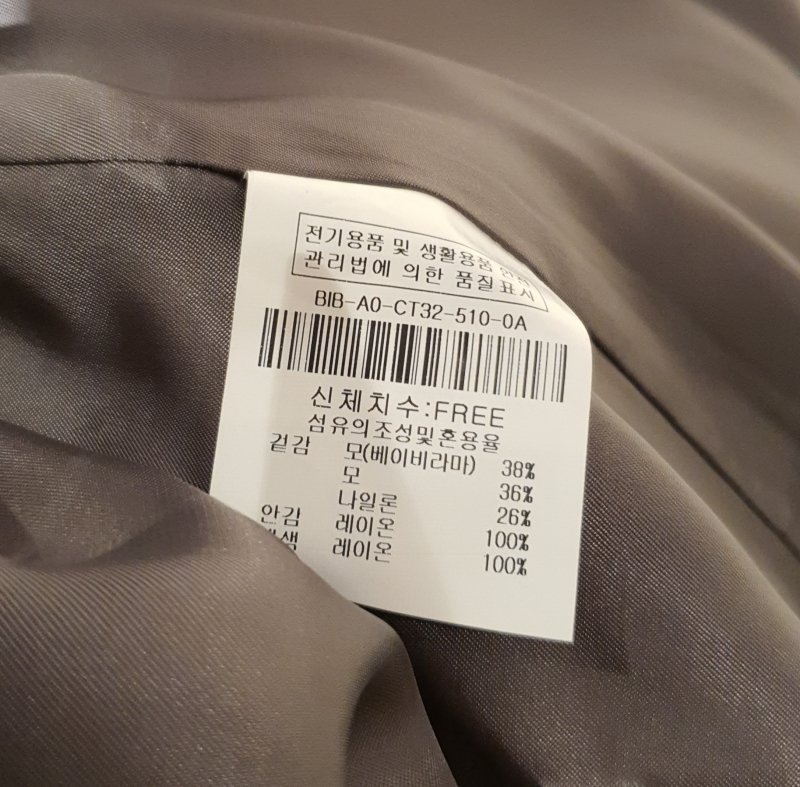 전기용품 및 생활용품
관리법에 의한 품질표시
BIB-A0-CT32-510-0A
신체치수:FREE
섬유의조성및혼용율
겉감 모(베이비라마) 38%
모 36%
나일론 26%
안감 레이온 100%
레이온 100%